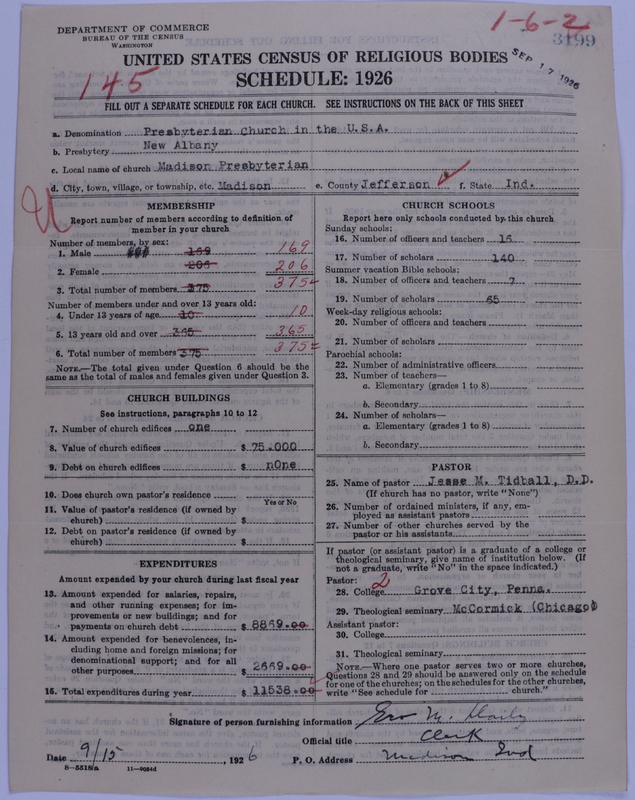 DEPARTMENT OF COMMERCE
BUREAU OF THE CENSUS
WASHINGTON
1-6-2
3199
SEP 17 1926
UNITED STATES CENSUS OF RELIGIOUS BODIES
SCHEDULE: 1926
145
FILL OUT A SEPARATE SCHEDULE FOR EACH CHURCH. SEE INSTRUCTIONS ON THE BACK OF THIS SHEET
a. Denomination Presbyterian Church in the U.S.A.
b. Presbytery New Albany
c. Local name of church Madison Presbyterian
d. City, town, village, or township, etc. Madison e. County Jefferson f. State Ind.
MEMBERSHIP
Report number of members according to definition of member in your church
Number of members, by sex:
1. Male 169 169
2. Female 206 206
3. Total number of members 375 375
Number of members under and over 13 years old:
4. Under 13 years of age 10 10
5. 13 years old and over 365 365
6. Total number of members 375 375
NOTE.—The total given under Question 6 should be the same as the total of males and females given under Question 3.
CHURCH BUILDINGS
See instructions, paragraphs 10 to 12
7. Number of church edifices one
8. Value of church edifices $ 75.000
9. Debt on church edifices $ nOne
10. Does church own pastor's residence
Yes or No
11. Value of pastor's residence (if owned by church) $
12. Debt on pastor's residence (if owned by church) $
EXPENDITURES
Amount expended by your church during last fiscal year
13. Amount expended for salaries, repairs, and other running expenses; for improvements or new buildings; and for payments on church debt $ 8869.00
14. Amount expended for benevolences, including home and foreign missions; for denominational support; and for all other purposes $ 2669.00
15. Total expenditures during year $ 11538.00
CHURCH SCHOOLS
Report here only schools conducted by this church
Sunday schools:
16. Number of officers and teachers 15
17. Number of scholars 140
Summer vacation Bible schools:
18. Number of officers and teachers 7
19. Number of scholars 65
Week-day religious schools:
20. Number of officers and teachers
21. Number of scholars
Parochial schools:
22. Number of administrative officers
23. Number of teachers—
a. Elementary (grades 1 to 8)
b. Secondary
24. Number of scholars—
a. Elementary (grades 1 to 8)
b. Secondary
PASTOR
25. Name of pastor Jesse M. Tidball, D.D.
(If church has no pastor, write "None")
26. Number of ordained ministers, if any, employed as assistant pastors
27. Number of other churches served by the pastor or his assistants
If pastor (or assistant pastor) is a graduate of a college or theological seminary, give name of institution below. (If not a graduate, write "No" in the space indicated.)
Pastor: 2
28. College Grove City, Penna.
29. Theological seminary McCormick (Chicago)
Assistant pastor:
30. College
31. Theological seminary
NOTE.—Where one pastor serves two or more churches, Questions 28 and 29 should be answered only on the schedule for one of the churches; on the schedules for the other churches, write "See schedule for church."
Signature of person furnishing information Geo M.
Official title Clerk
Date 9/15, 1926 P. O. Address Madison Ind
8-5518a 11-9084d